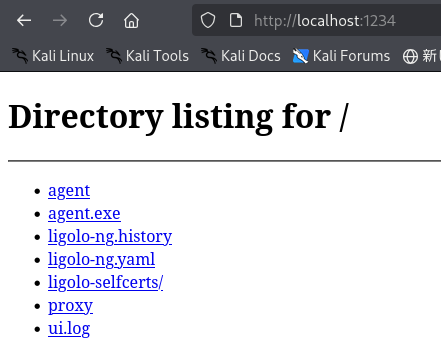 http://localhost:1234
Kali Linux Kali Tools Kali Docs Kali Forums
Directory listing for /
agent
agent.exe
ligolo-ng.history
ligolo-ng.yaml
ligolo-selfcerts/
proxy
ui.log